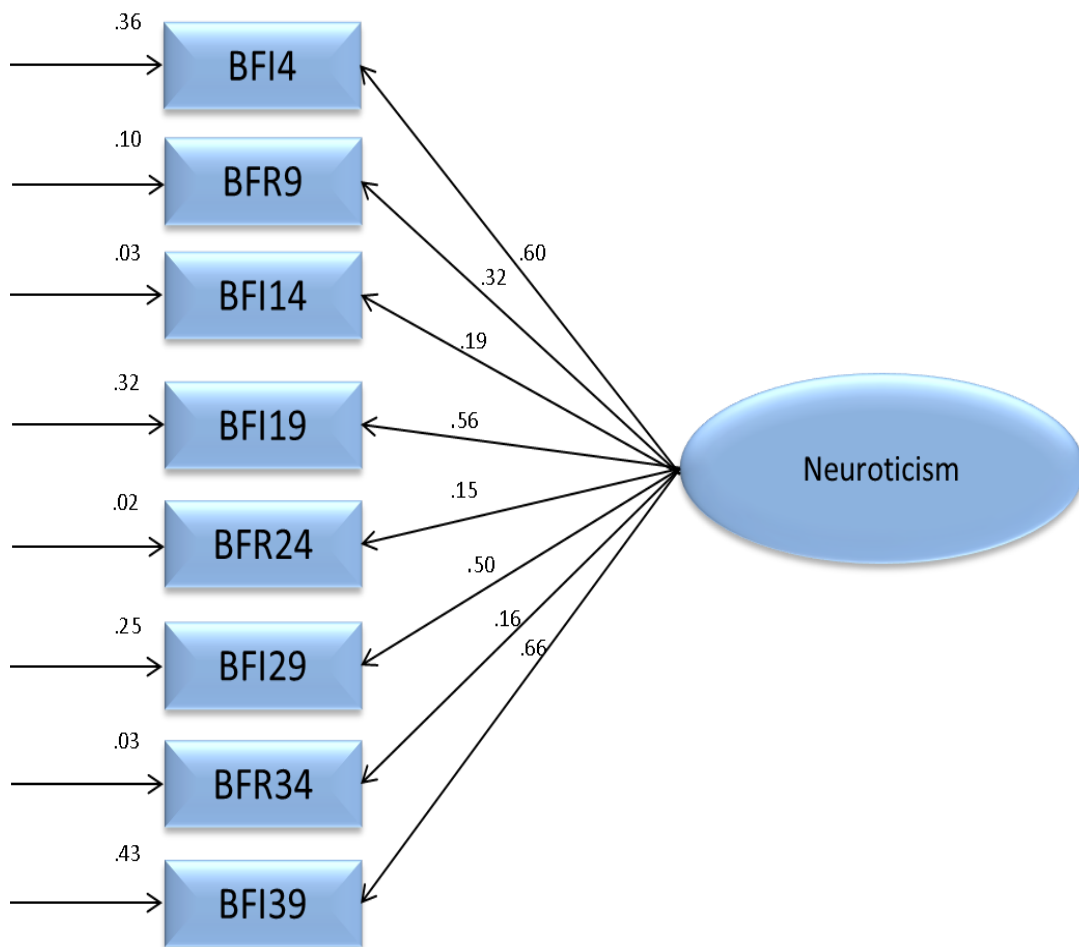 .36
BFI4
.10
BFR9
.03
BFI14
.32
BFI19
.02
BFR24
.25
BFI29
.03
BFR34
.43
BFI39
.60
.32
.19
.56
.15
.50
.16
.66
Neuroticism